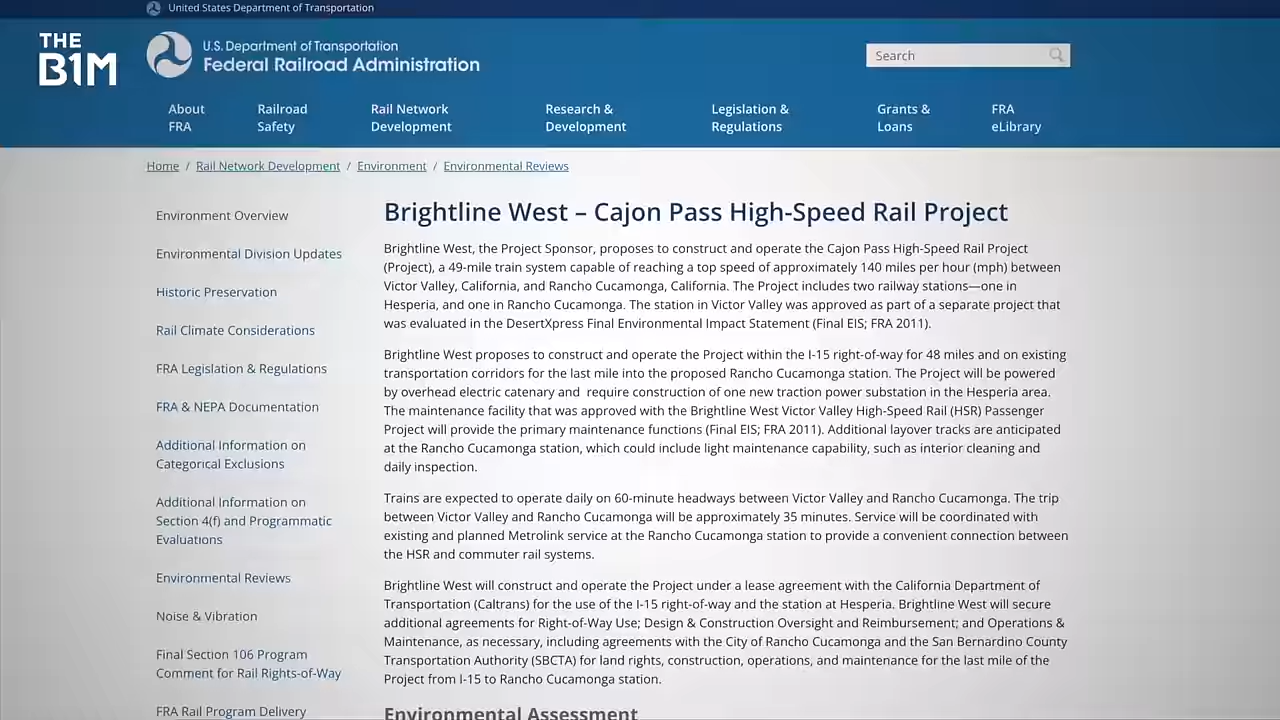 United States Department of Transportation
THE
B1M
U.S. Department of Transportation
Federal Railroad Administration
Search
About
FRA
Railroad
Safety
Rail Network
Development
Research &
Development
Legislation &
Regulations
Grants &
Loans
FRA
eLibrary
Home / Rail Network Development / Environment / Environmental Reviews
Environment Overview
Environmental Division Updates
Historic Preservation
Rail Climate Considerations
FRA Legislation & Regulations
FRA & NEPA Documentation
Additional Information on
Categorical Exclusions
Additional Information on
Section 4(f) and Programmatic
Evaluations
Environmental Reviews
Noise & Vibration
Final Section 106 Program
Comment for Rail Rights-of-Way
FRA Rail Program Delivery
Brightline West – Cajon Pass High-Speed Rail Project
Brightline West, the Project Sponsor, proposes to construct and operate the Cajon Pass High-Speed Rail Project
(Project), a 49-mile train system capable of reaching a top speed of approximately 140 miles per hour (mph) between
Victor Valley, California, and Rancho Cucamonga, California. The Project includes two railway stations—one in
Hesperia, and one in Rancho Cucamonga. The station in Victor Valley was approved as part of a separate project that
was evaluated in the DesertXpress Final Environmental Impact Statement (Final EIS; FRA 2011).
Brightline West proposes to construct and operate the Project within the I-15 right-of-way for 48 miles and on existing
transportation corridors for the last mile into the proposed Rancho Cucamonga station. The Project will be powered
by overhead electric catenary and require construction of one new traction power substation in the Hesperia area.
The maintenance facility that was approved with the Brightline West Victor Valley High-Speed Rail (HSR) Passenger
Project will provide the primary maintenance functions (Final EIS; FRA 2011). Additional layover tracks are anticipated
at the Rancho Cucamonga station, which could include light maintenance capability, such as interior cleaning and
daily inspection.
Trains are expected to operate daily on 60-minute headways between Victor Valley and Rancho Cucamonga. The trip
between Victor Valley and Rancho Cucamonga will be approximately 35 minutes. Service will be coordinated with
existing and planned Metrolink service at the Rancho Cucamonga station to provide a convenient connection between
the HSR and commuter rail systems.
Brightline West will construct and operate the Project under a lease agreement with the California Department of
Transportation (Caltrans) for the use of the I-15 right-of-way and the station at Hesperia. Brightline West will secure
additional agreements for Right-of-Way Use; Design & Construction Oversight and Reimbursement; and Operations &
Maintenance, as necessary, including agreements with the City of Rancho Cucamonga and the San Bernardino County
Transportation Authority (SBCTA) for land rights, construction, operations, and maintenance for the last mile of the
Project from I-15 to Rancho Cucamonga station.
Environmental Assessment